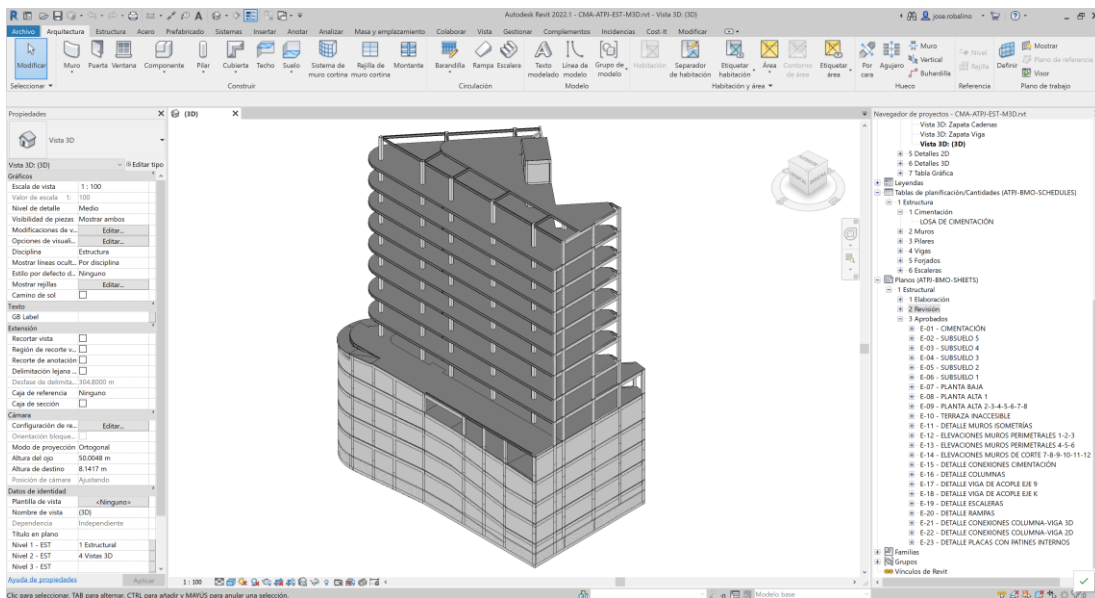 Autodesk Revit 2022.1 - CMA-ATPJ-EST-M3D.rvt - Vista 3D: {3D}
jose.robalino
Archivo Arquitectura Estructura Acero Prefabricado Sistemas Insertar Anotar Analizar Masa y emplazamiento Colaborar Vista Gestionar Complementos Incidencias Cost-It Modificar
Modificar Muro Puerta Ventana Componente Pilar Cubierta Techo Suelo Sistema de muro cortina Rejilla de muro cortina Montante Barandilla Rampa Escalera Texto modelado Línea de modelo Grupo de modelo Habitación Separador de habitación Etiquetar habitación Área Contorno de área Etiquetar área Por cara Agujero Muro Vertical Buhardilla Nivel Rejilla Definir Mostrar Plano de referencia Visor
Seleccionar Construir Circulación Modelo Habitación y área Hueco Referencia Plano de trabajo
Propiedades
Vista 3D
Vista 3D: {3D} Editar tipo
Gráficos
Escala de vista 1 : 100
Valor de escala 1: 100
Nivel de detalle Medio
Visibilidad de piezas Mostrar ambos
Modificaciones de v... Editar...
Opciones de visuali... Editar...
Disciplina Estructura
Mostrar líneas ocult... Por disciplina
Estilo por defecto d... Ninguno
Mostrar rejillas Editar...
Camino de sol
Texto
GB Label
Extensión
Recortar vista
Región de recorte v...
Recorte de anotación
Delimitación lejana ...
Desfase de delimita... 304.8000 m
Caja de referencia Ninguno
Caja de sección
Cámara
Configuración de re... Editar...
Orientación bloque...
Modo de proyección Ortogonal
Altura del ojo 50.0048 m
Altura de destino 8.1417 m
Posición de cámara Ajustando
Datos de identidad
Plantilla de vista <Ninguno>
Nombre de vista {3D}
Dependencia Independiente
Título en plano
Nivel 1 - EST 1 Estructural
Nivel 2 - EST 4 Vistas 3D
Nivel 3 - EST
Ayuda de propiedades Aplicar
{3D}
1 : 100
Navegador de proyectos - CMA-ATPJ-EST-M3D.rvt
Vista 3D: Zapata Cadenas
Vista 3D: Zapata Viga
Vista 3D: {3D}
5 Detalles 2D
6 Detalles 3D
7 Tabla Gráfica
Leyendas
Tablas de planificación/Cantidades (ATPJ-BMO-SCHEDULES)
1 Estructura
1 Cimentación
LOSA DE CIMENTACIÓN
2 Muros
3 Pilares
4 Vigas
5 Forjados
6 Escaleras
Planos (ATPJ-BMO-SHEETS)
1 Estructural
1 Elaboración
2 Revisión
3 Aprobados
E-01 - CIMENTACIÓN
E-02 - SUBSUELO 5
E-03 - SUBSUELO 4
E-04 - SUBSUELO 3
E-05 - SUBSUELO 2
E-06 - SUBSUELO 1
E-07 - PLANTA BAJA
E-08 - PLANTA ALTA 1
E-09 - PLANTA ALTA 2-3-4-5-6-7-8
E-10 - TERRAZA INACCESIBLE
E-11 - DETALLE MUROS ISOMETRÍAS
E-12 - ELEVACIONES MUROS PERIMETRALES 1-2-3
E-13 - ELEVACIONES MUROS PERIMETRALES 4-5-6
E-14 - ELEVACIONES MUROS DE CORTE 7-8-9-10-11-12
E-15 - DETALLE CONEXIONES CIMENTACIÓN
E-16 - DETALLE COLUMNAS
E-17 - DETALLE VIGA DE ACOPLE EJE 9
E-18 - DETALLE VIGA DE ACOPLE EJE K
E-19 - DETALLE ESCALERAS
E-20 - DETALLE RAMPAS
E-21 - DETALLE CONEXIONES COLUMNA-VIGA 3D
E-22 - DETALLE CONEXIONES COLUMNA-VIGA 2D
E-23 - DETALLE PLACAS CON PATINES INTERNOS
Familias
Grupos
Vínculos de Revit
Clic para seleccionar, TAB para alternar, CTRL para añadir y MAYÚS para anular una selección.
Modelo base